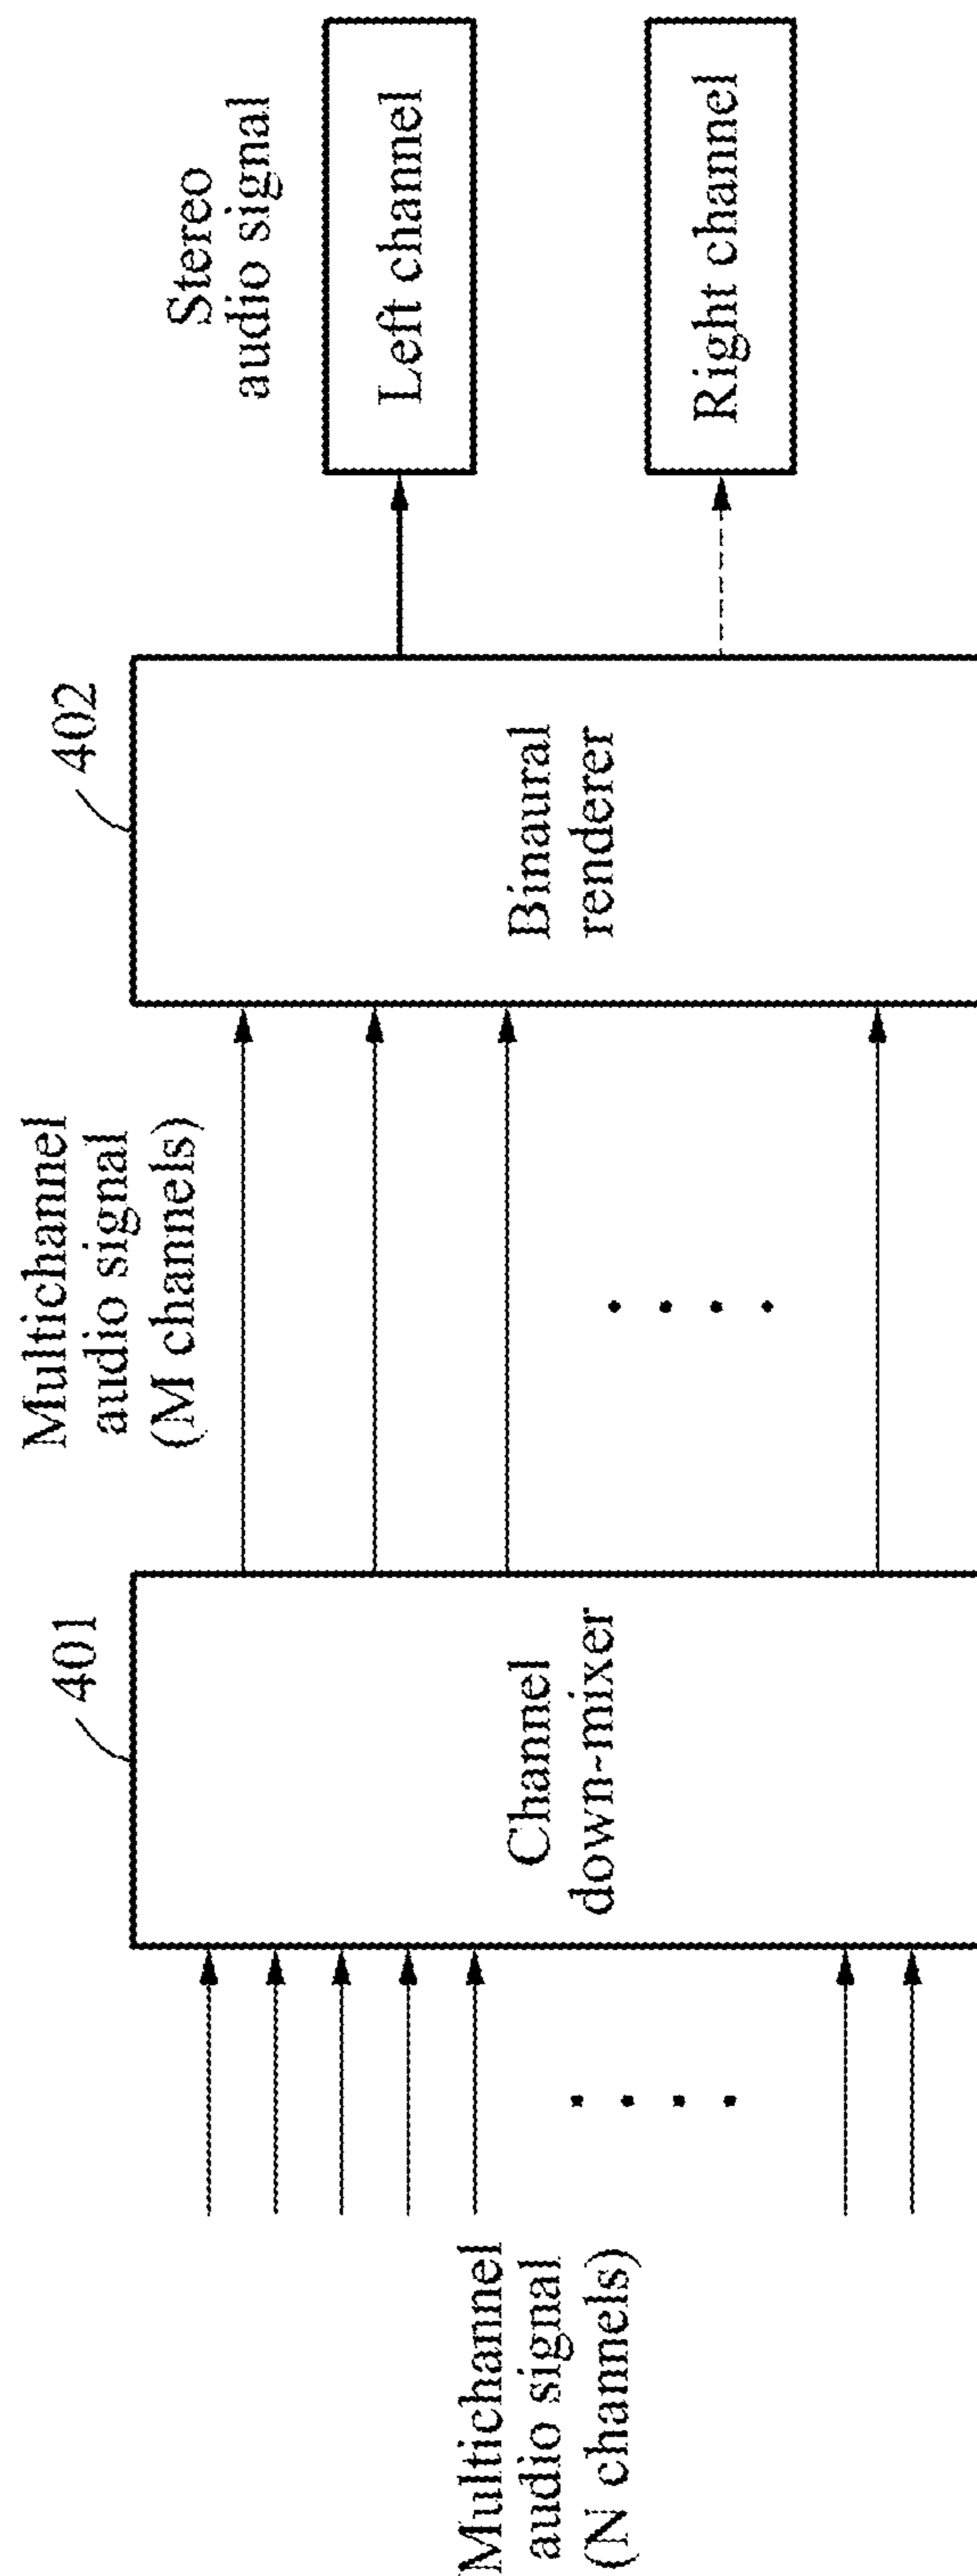 Multichannel
audio signal
(N channels)
401
Channel
down-mixer
Multichannel
audio signal
(M channels)
402
Binaural
renderer
Stereo
audio signal
Left channel
Right channel